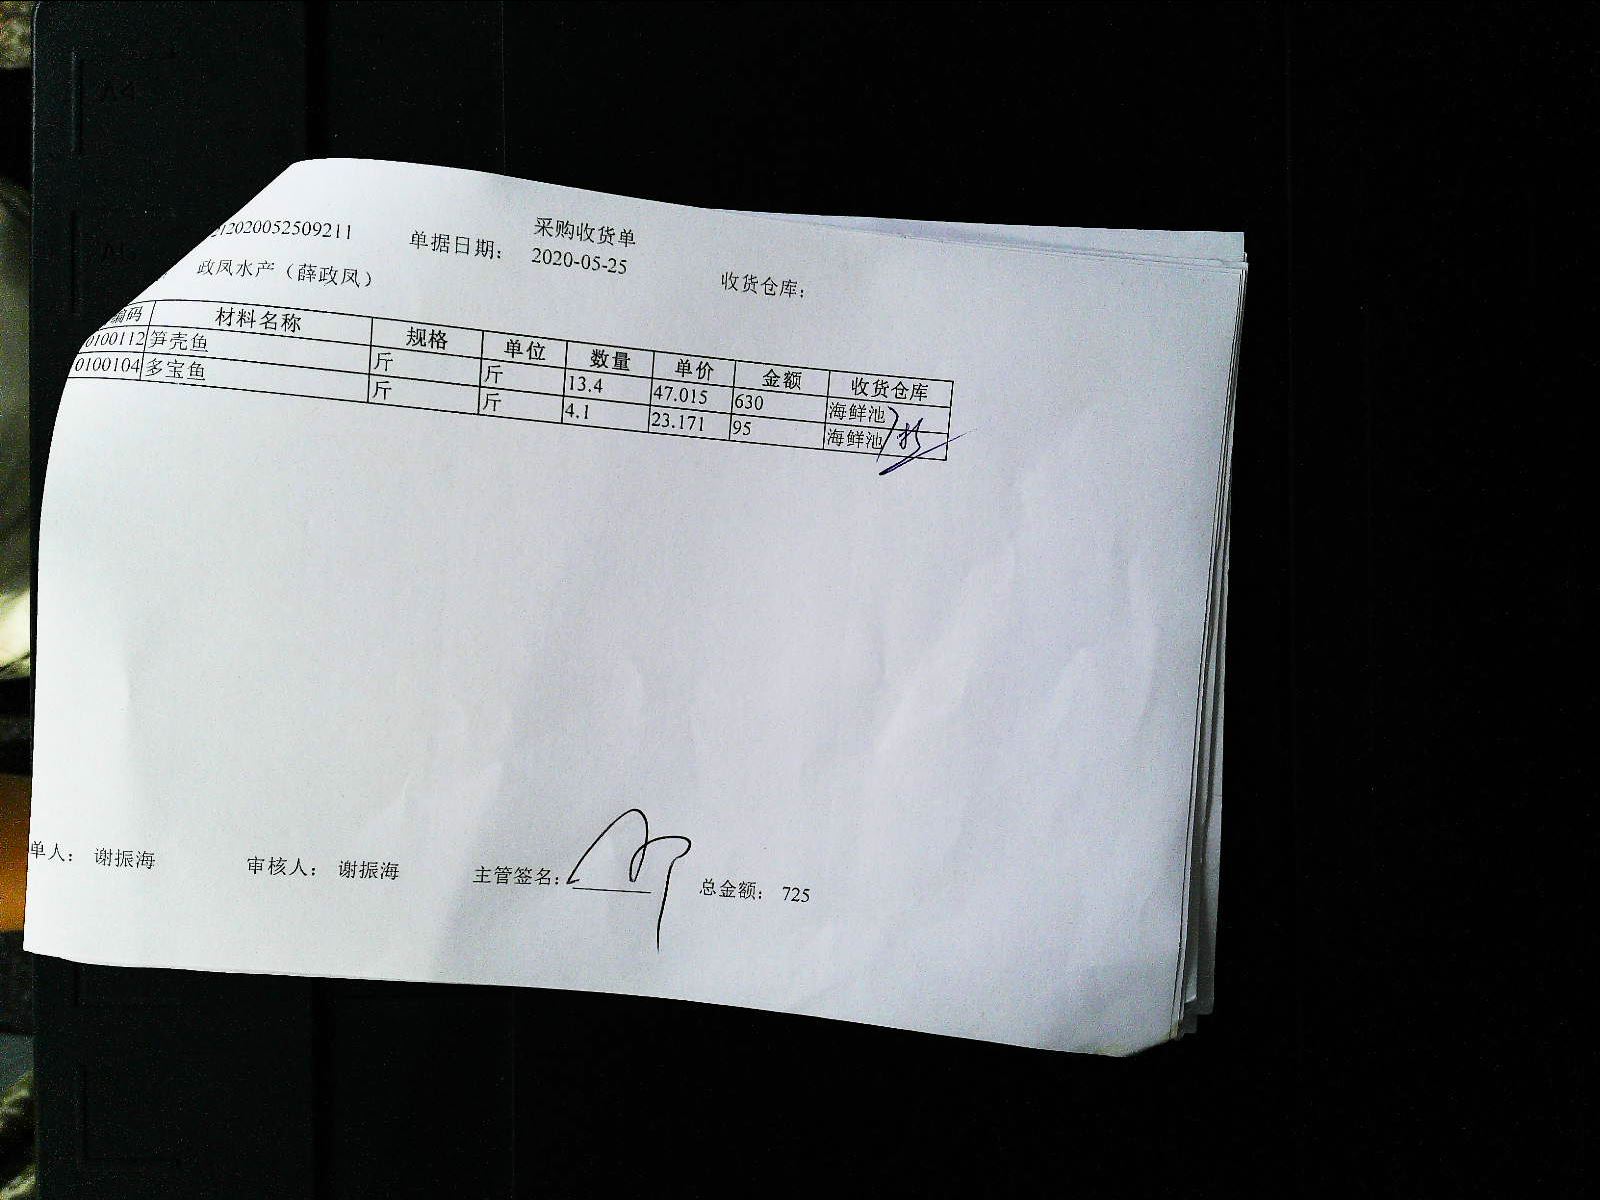 采购收货单
2020052509211 单据日期： 2020-05-25 收货仓库：
政凤水产（薛政凤）
编码 材料名称 规格 单位 数量 单价 金额 收货仓库
0100112 笋壳鱼 斤 斤 13.4 47.015 630 海鲜池
0100104 多宝鱼 斤 斤 4.1 23.171 95 海鲜池
单人： 谢振海 审核人： 谢振海 主管签名： 总金额： 725